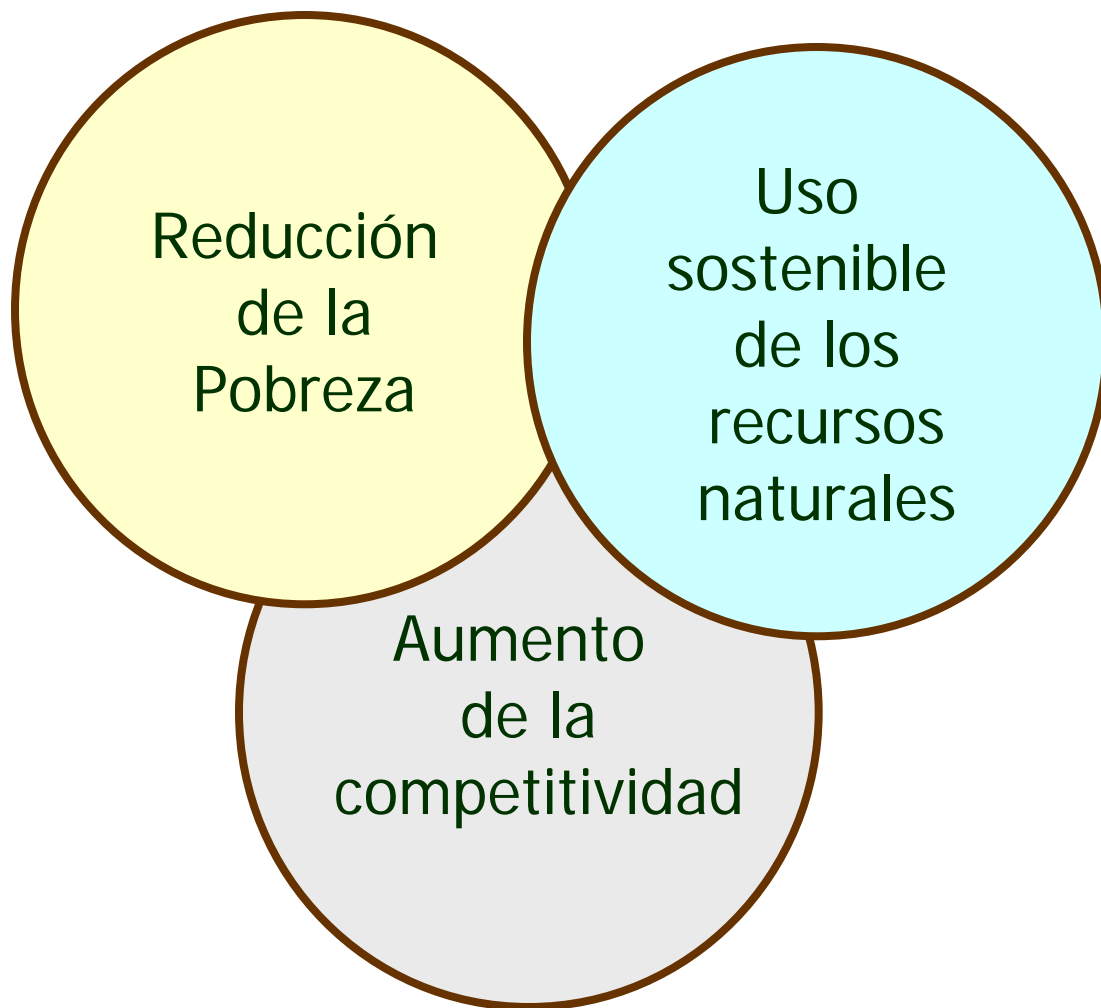 Reducción
de la
Pobreza
Uso
sostenible
de los
recursos
naturales
Aumento
de la
competitividad